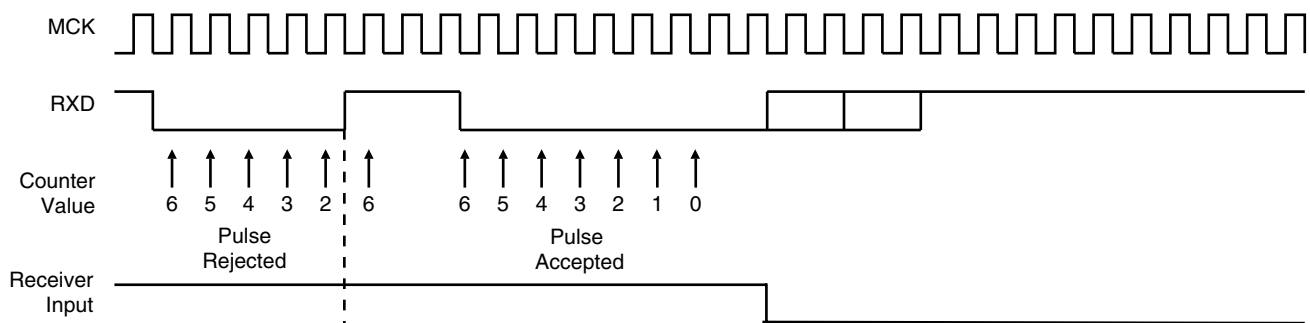 MCK
RXD
Counter
Value
6 5 4 3 2 6 6 5 4 3 2 1 0
Pulse
Rejected
Pulse
Accepted
Receiver
Input